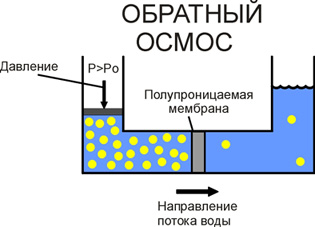 ОБРАТНЫЙ
ОСМОС
Давление
P>Po
Полупроницаемая
мембрана
Направление
потока воды